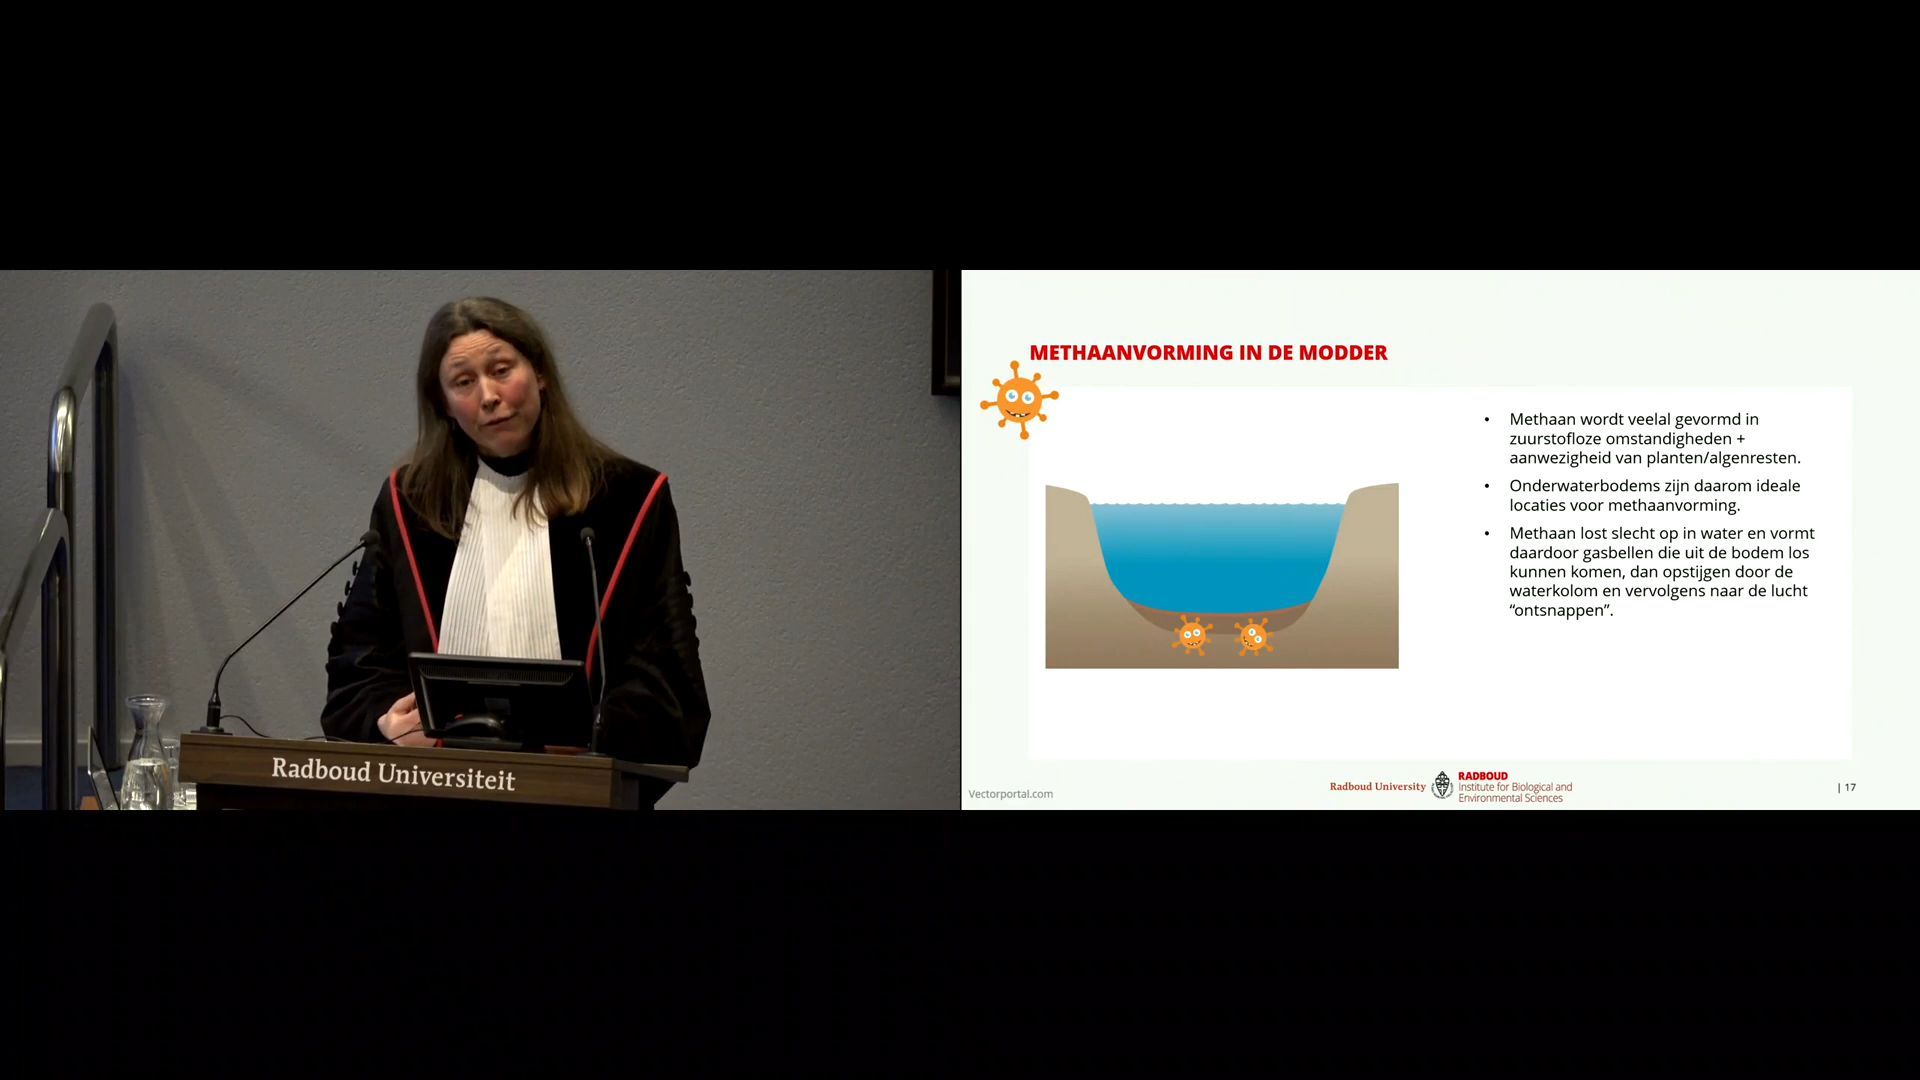 METHAANVORMING IN DE MODDER
• Methaan wordt veelal gevormd in
zuurstofloze omstandigheden +
aanwezigheid van planten/algenresten.
• Onderwaterbodems zijn daarom ideale
locaties voor methaanvorming.
• Methaan lost slecht op in water en vormt
daardoor gasbellen die uit de bodem los
kunnen komen, dan opstijgen door de
waterkolom en vervolgens naar de lucht
“ontsnappen”.
Radboud Universiteit
Vectorportal.com
Radboud University
RADBOUD
Institute for Biological and
Environmental Sciences
| 17